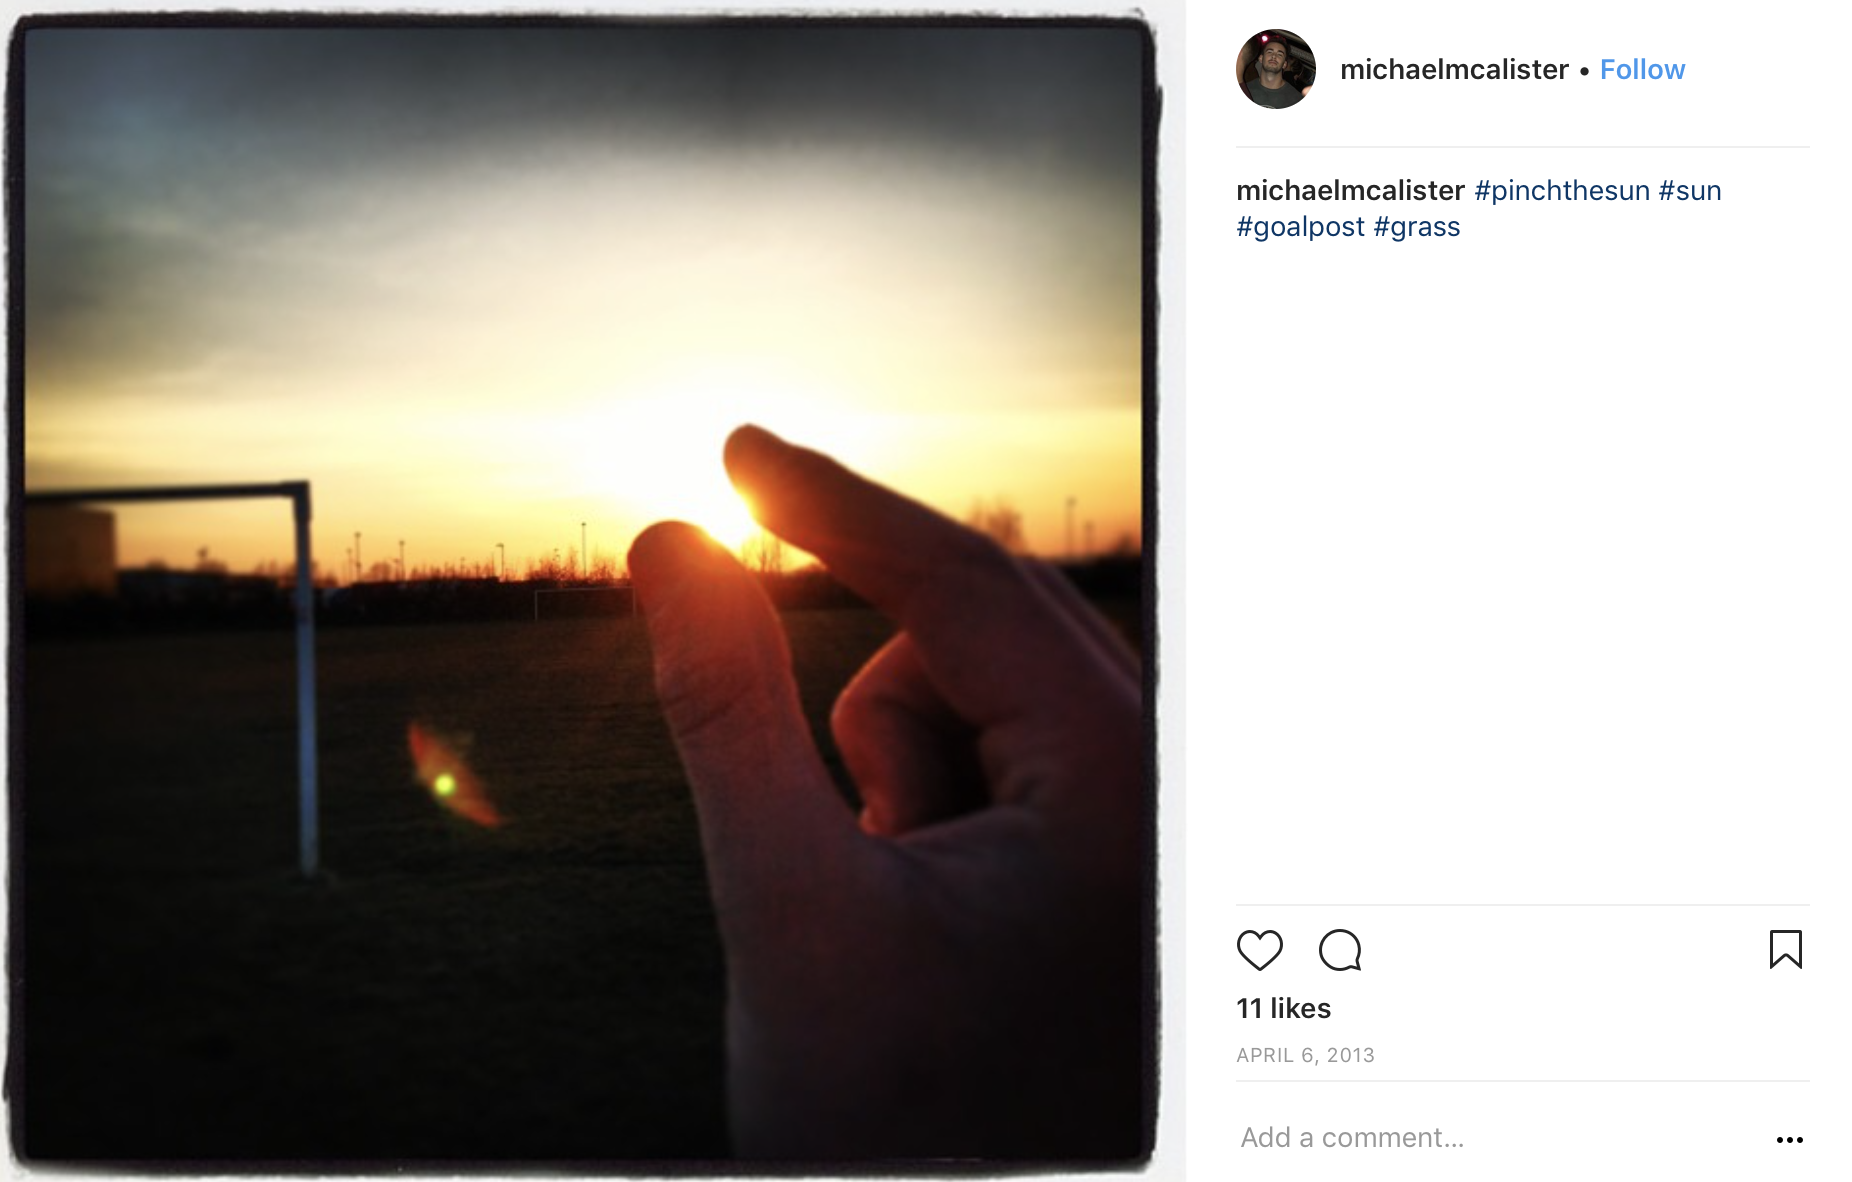 michaelmcalister • Follow
michaelmcalister #pinchthesun #sun
#goalpost #grass
11 likes
APRIL 6, 2013
Add a comment...